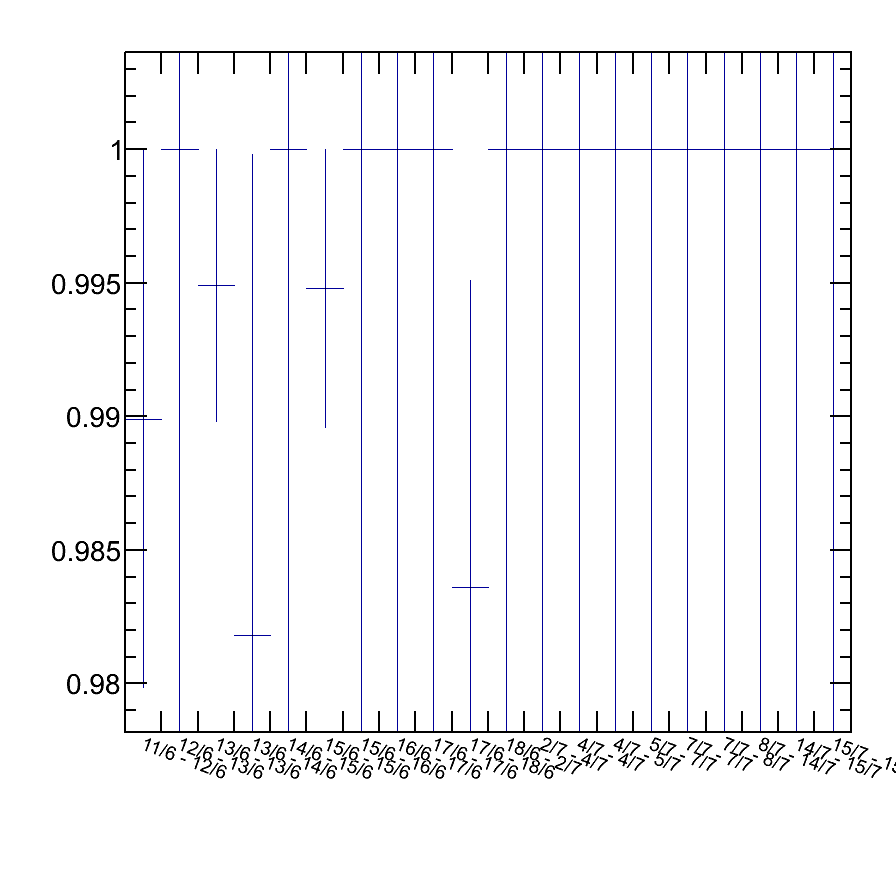 1
0.995
0.99
0.985
0.98
11/6 - 12/6
12/6 - 13/6
13/6 - 13/6
13/6 - 14/6
14/6 - 15/6
15/6 - 15/6
15/6 - 16/6
16/6 - 17/6
17/6 - 17/6
17/6 - 18/6
18/6 - 2/7
2/7 - 4/7
4/7 - 4/7
4/7 - 5/7
5/7 - 7/7
7/7 - 7/7
7/7 - 8/7
8/7 - 14/7
14/7 - 15/7
15/7 - 15